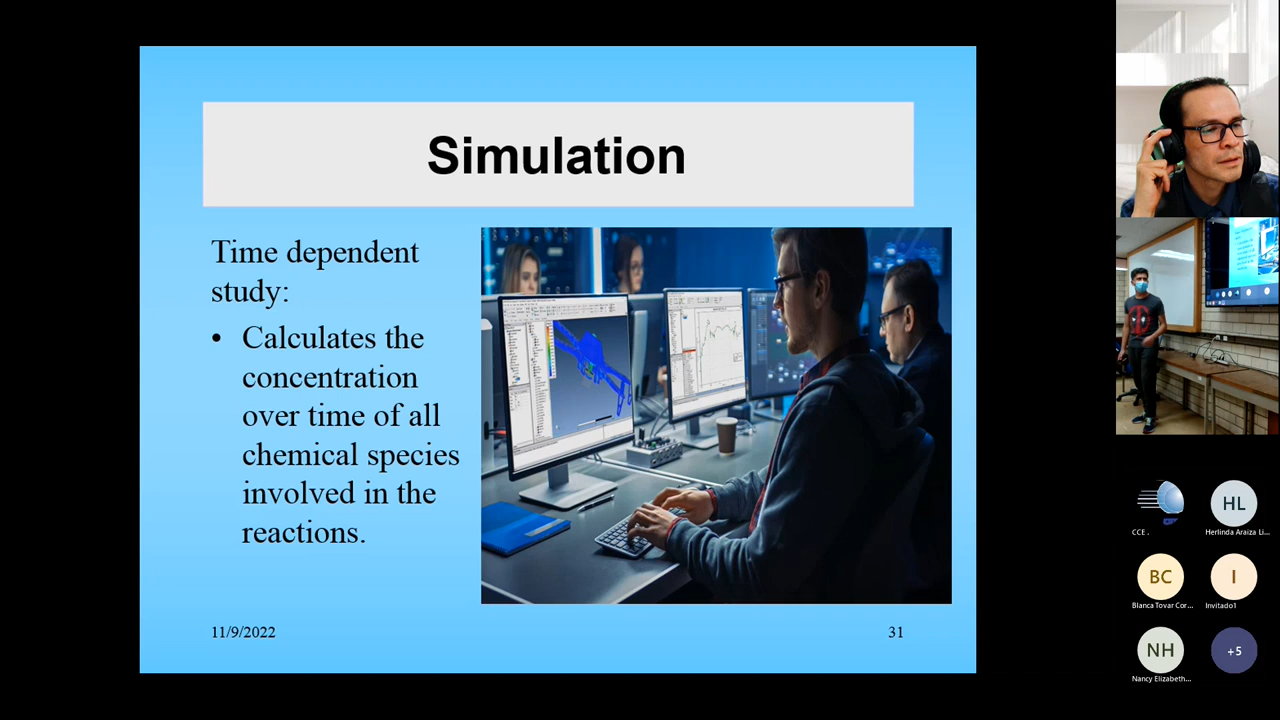 Simulation
Time dependent
study:
• Calculates the
concentration
over time of all
chemical species
involved in the
reactions.
11/9/2022
31
CCE .
HL
Herlinda Araiza Li...
BC
Blanca Tovar Cor...
I
Invitado1
NH
Nancy Elizabeth...
+5